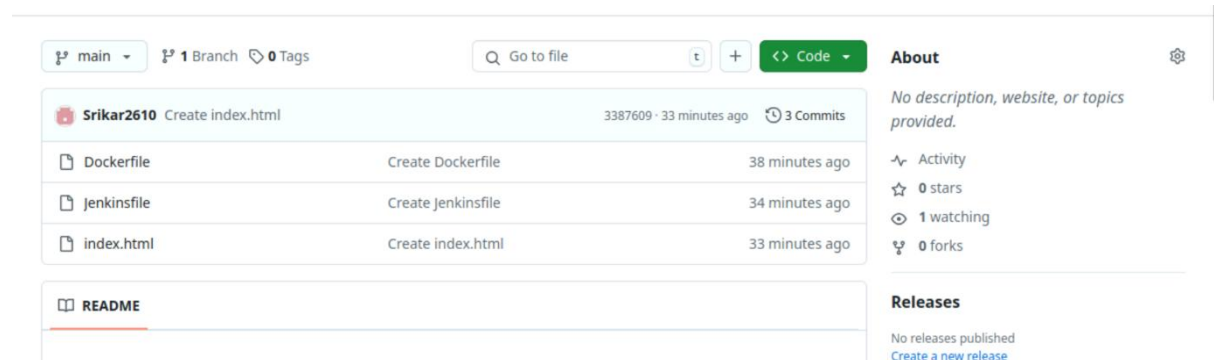 main 1 Branch 0 Tags Go to file t + <> Code
Srikar2610 Create index.html 3387609 · 33 minutes ago 3 Commits
Dockerfile Create Dockerfile 38 minutes ago
Jenkinsfile Create Jenkinsfile 34 minutes ago
index.html Create index.html 33 minutes ago
README
About
No description, website, or topics
provided.
Activity
0 stars
1 watching
0 forks
Releases
No releases published
Create a new release